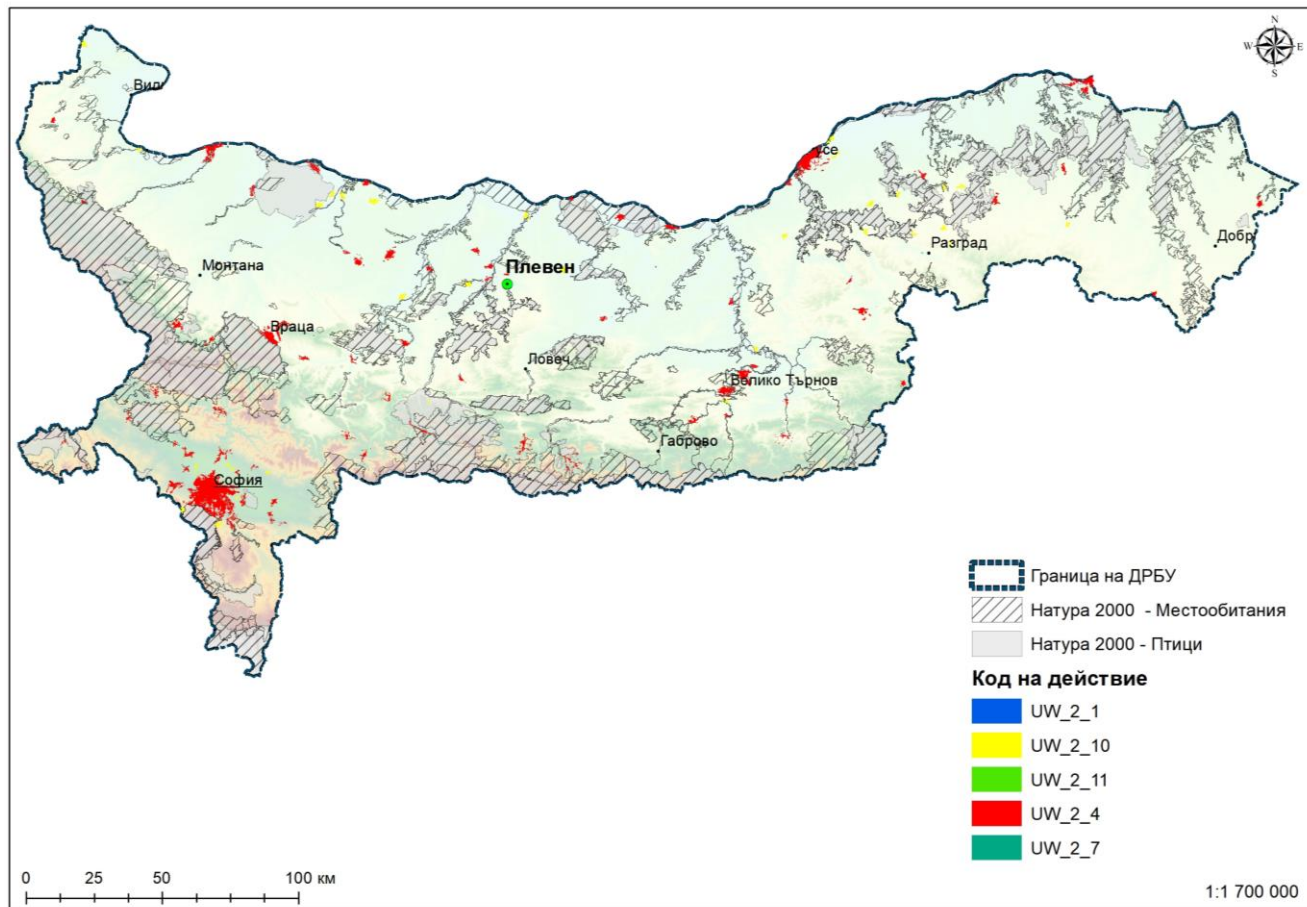 N
W E
S
Вид
усе
Разград
Добр
Монтана
Плевен
Враца
Ловеч
Велико Търнов
Габрово
София
Граница на ДРБУ
Натура 2000 - Местообитания
Натура 2000 - Птици
Код на действие
UW_2_1
UW_2_10
UW_2_11
UW_2_4
UW_2_7
0 25 50 100 км
1:1 700 000